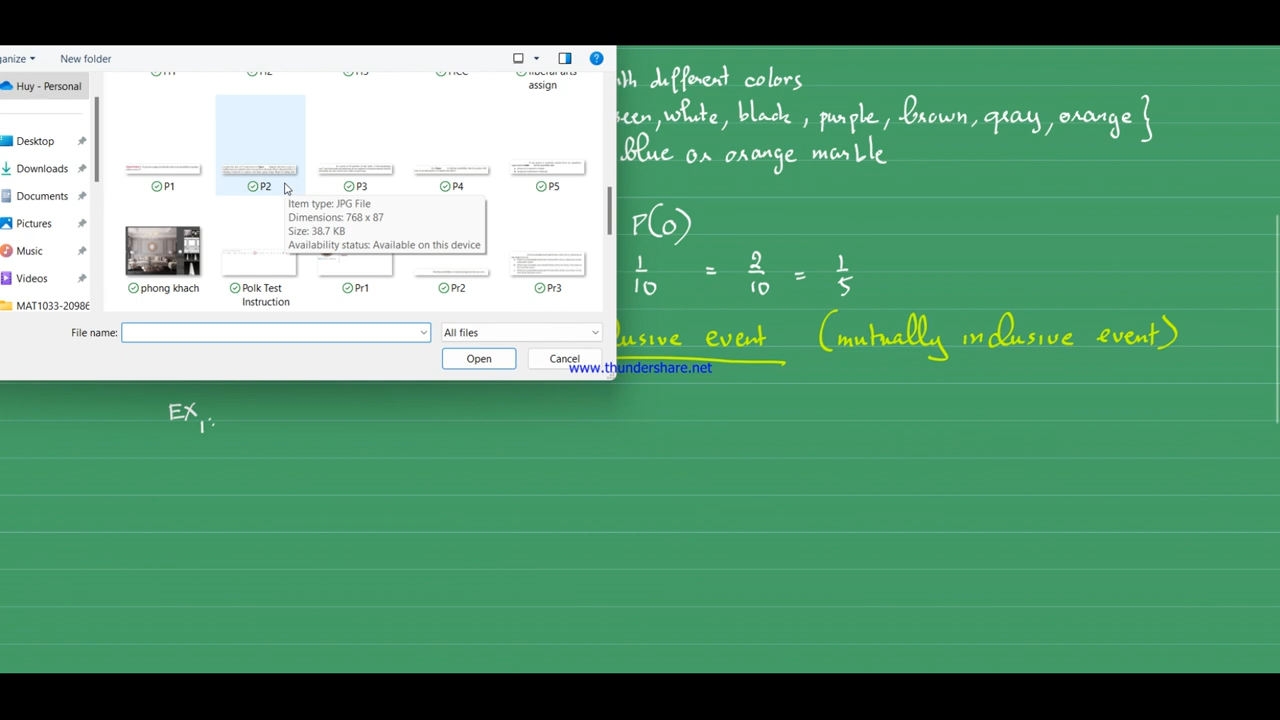 ganize New folder ?
Huy - Personal
Desktop
Downloads
Documents
Pictures
Music
Videos
MAT1033-20986
liberal arts
assign
P1 P2 P3 P4 P5
Item type: JPG File
Dimensions: 768 x 87
Size: 38.7 KB
Availability status: Available on this device
phong khach Polk Test
Instruction Pr1 Pr2 Pr3
File name: All files
Open Cancel
www.thundershare.net
ith different colors
een, white, black, purple, brown, gray, orange }
blue or orange marble
P(O)
1/10 = 2/10 = 1/5
lusive event (mutually inclusive event)
EX1: